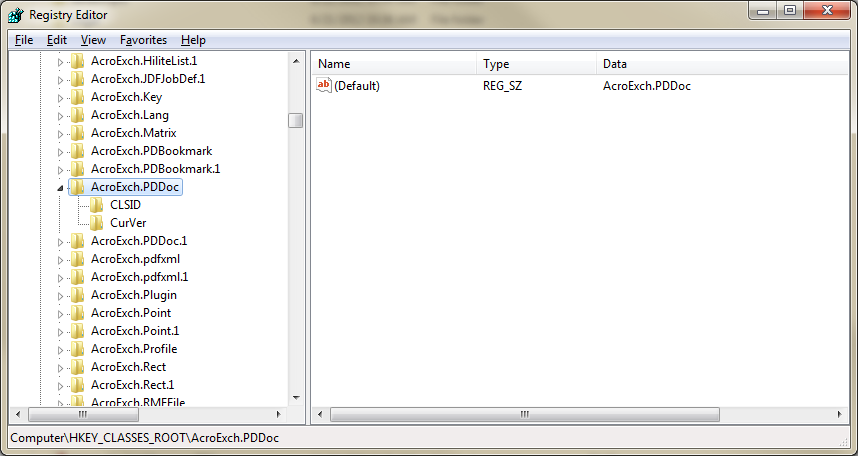 Registry Editor
File Edit View Favorites Help
Name Type Data
(Default) REG_SZ AcroExch.PDDoc
AcroExch.HiliteList.1
AcroExch.JDFJobDef.1
AcroExch.Key
AcroExch.Lang
AcroExch.Matrix
AcroExch.PDBookmark
AcroExch.PDBookmark.1
AcroExch.PDDoc
CLSID
CurVer
AcroExch.PDDoc.1
AcroExch.pdfxml
AcroExch.pdfxml.1
AcroExch.Plugin
AcroExch.Point
AcroExch.Point.1
AcroExch.Profile
AcroExch.Rect
AcroExch.Rect.1
AcroExch.RMFFile
Computer\HKEY_CLASSES_ROOT\AcroExch.PDDoc